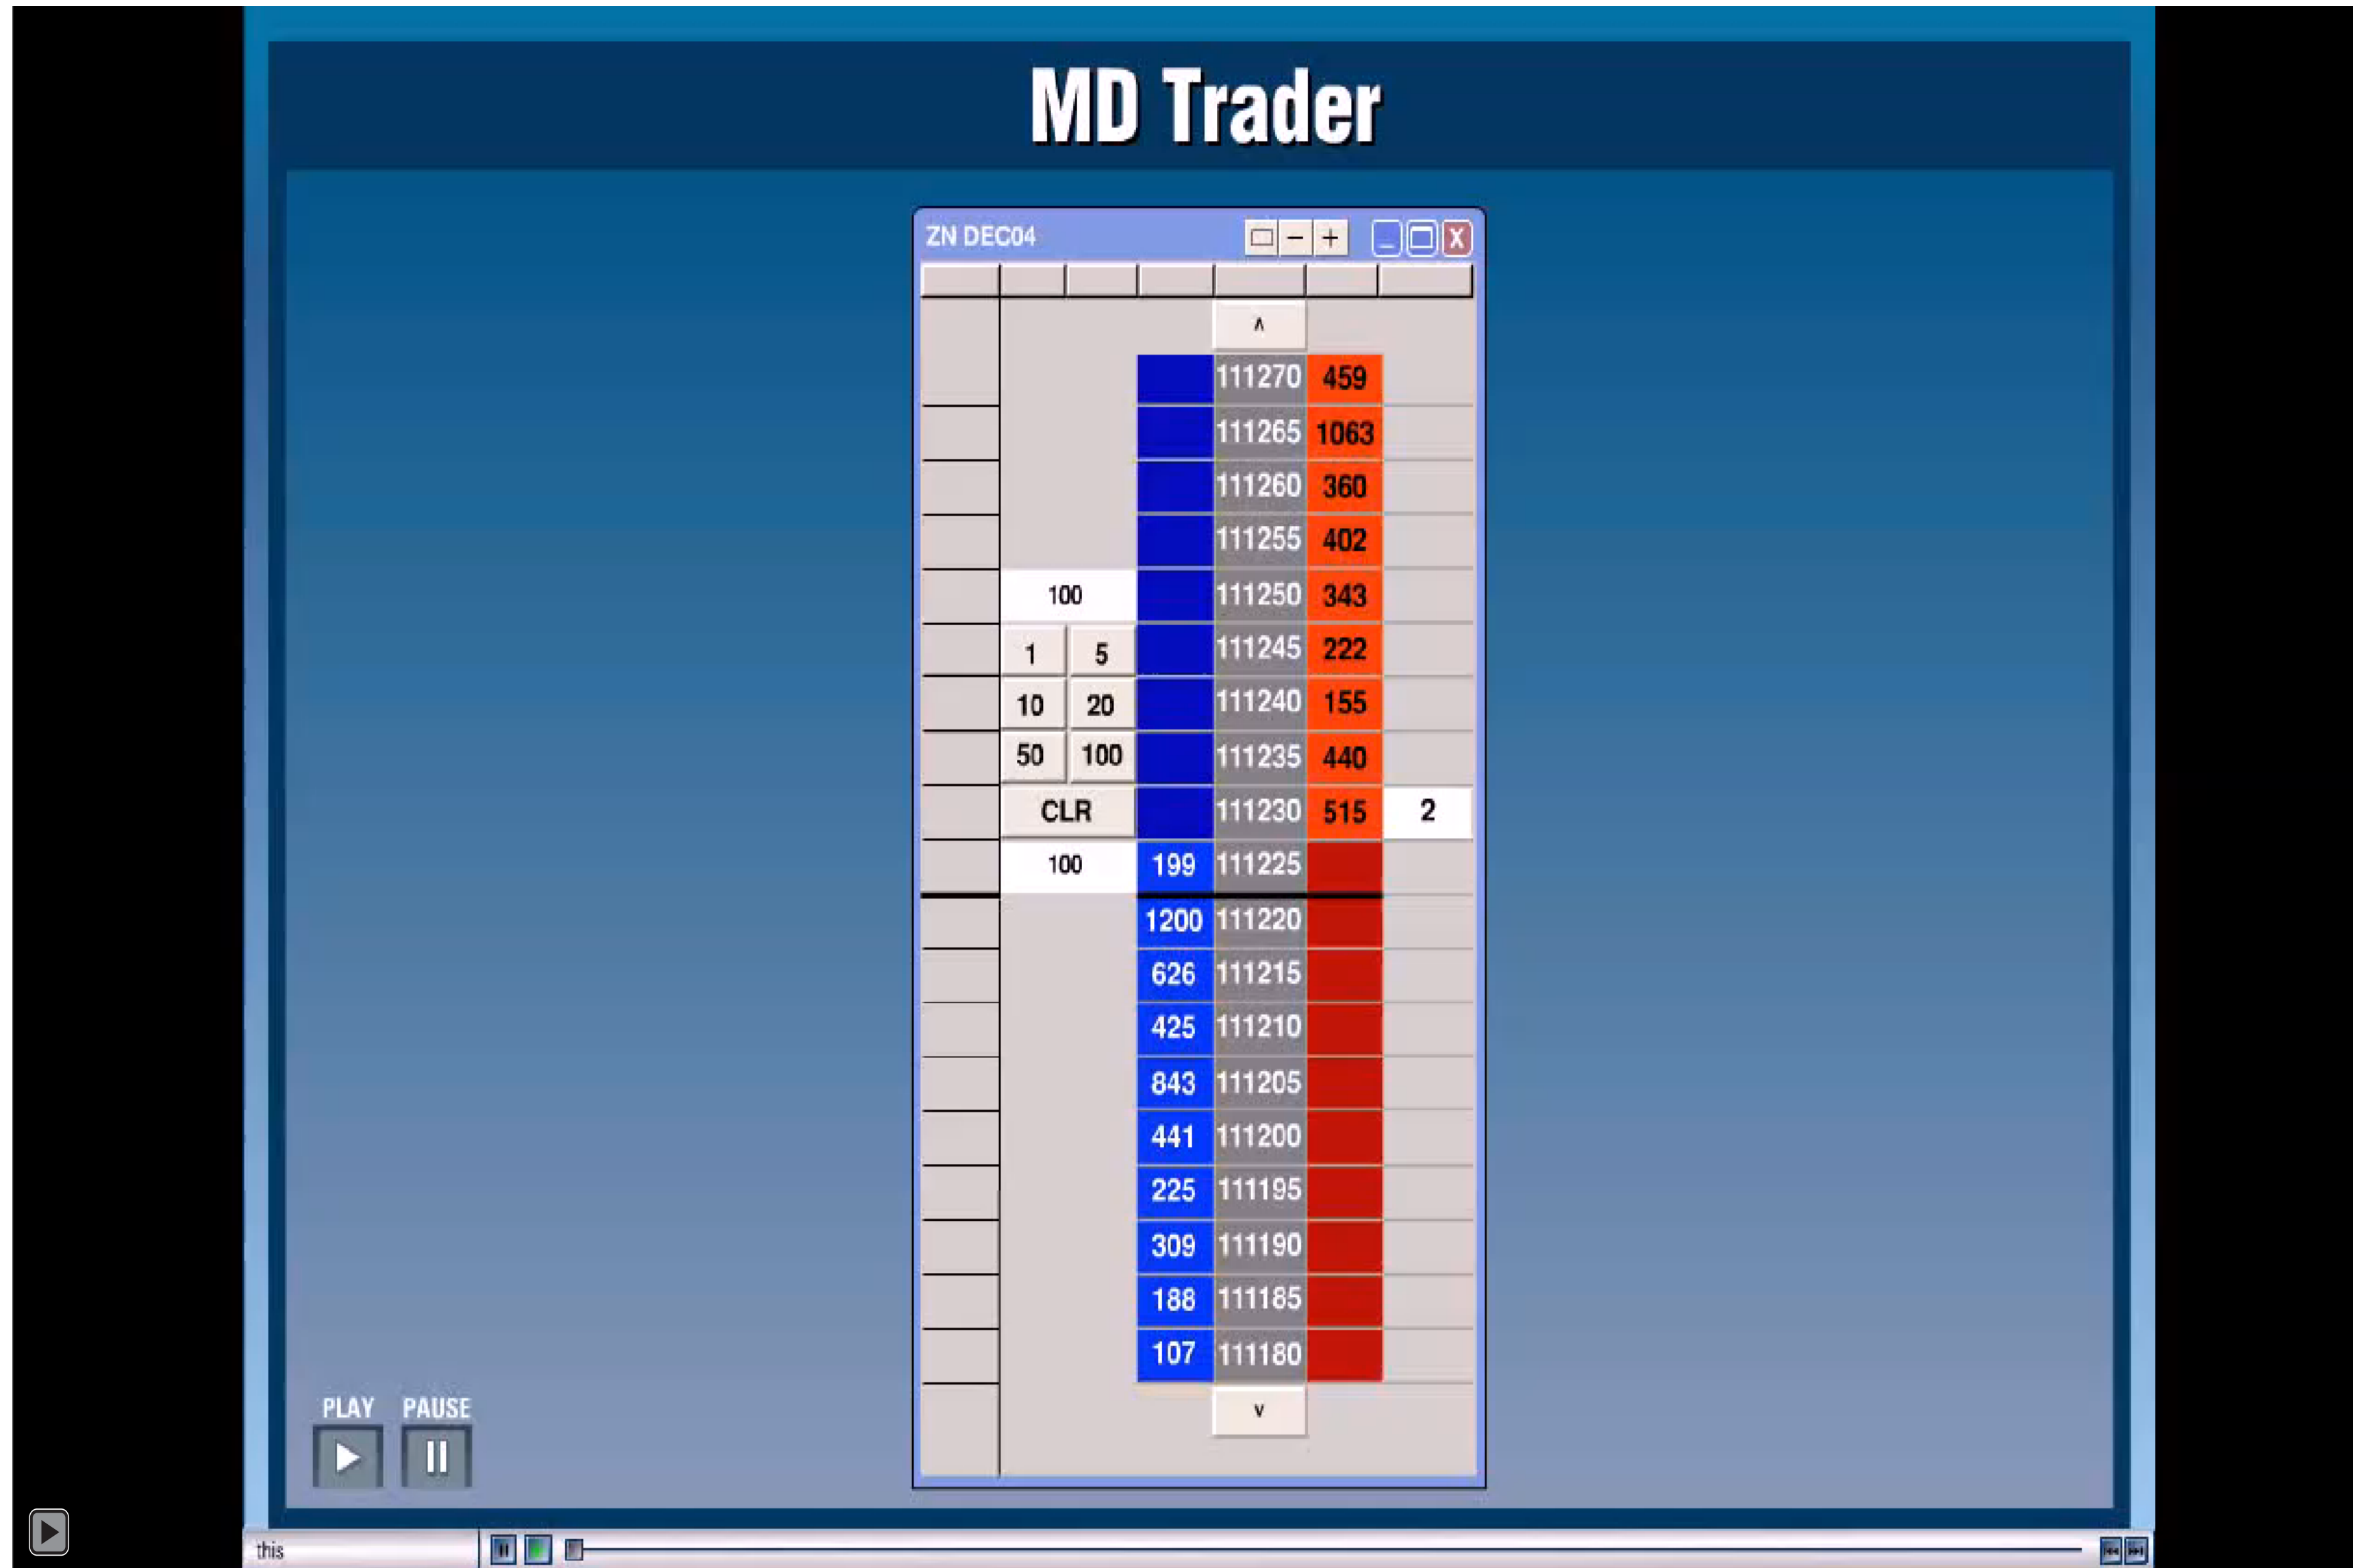 MD Trader
ZN DEC04
- + _ X
^
111270 459
111265 1063
111260 360
111255 402
100 111250 343
1 5 111245 222
10 20 111240 155
50 100 111235 440
CLR 111230 515 2
100 199 111225
1200 111220
626 111215
425 111210
843 111205
441 111200
225 111195
309 111190
188 111185
107 111180
v
PLAY PAUSE
this